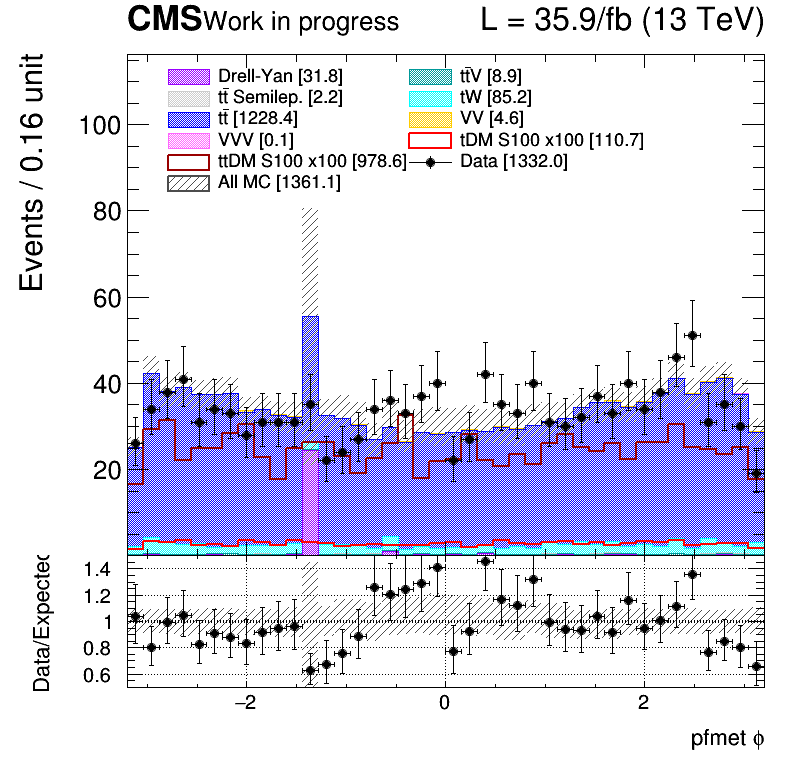 CMS Work in progress L = 35.9/fb (13 TeV)
Drell-Yan [31.8] tt̄V [8.9]
tt̄ Semilep. [2.2] tW [85.2]
tt̄ [1228.4] VV [4.6]
VVV [0.1] tDM S100 x100 [110.7]
ttDM S100 x100 [978.6] Data [1332.0]
All MC [1361.1]
Events / 0.16 unit
100
80
60
40
20
Data/Expected
1.4
1.2
1
0.8
0.6
−2 0 2
pfmet ϕ